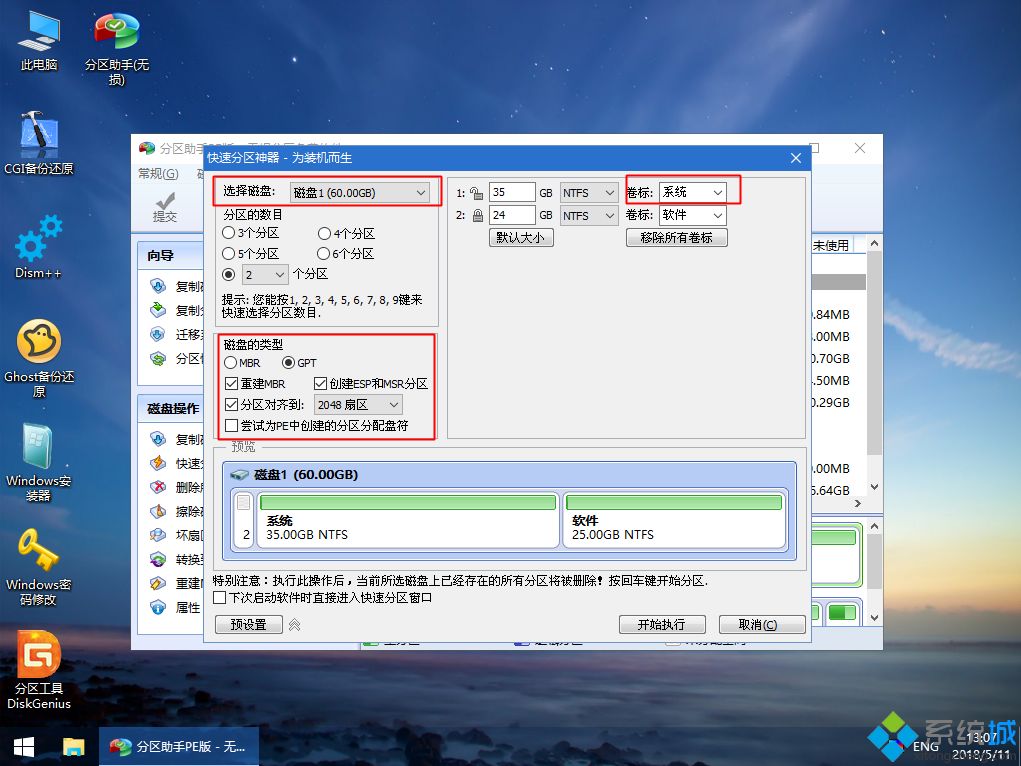 此电脑
分区助手(无损)
CGI备份还原
Dism++
Ghost备份还原
Windows安装器
Windows密码修改
分区工具
DiskGenius
常规(G)
提交
向导
复制
复制
迁移
分区
磁盘操作
复制
快速
删除
擦除
坏扇
转换
重建
属性
未使用
.84MB
.00MB
0.70GB
.50MB
0.29GB
.00MB
5.64GB
快速分区神器 - 为装机而生
选择磁盘: 磁盘1 (60.00GB)
分区的数目
3个分区 4个分区
5个分区 6个分区
2 个分区
提示: 您能按1, 2, 3, 4, 5, 6, 7, 8, 9键来快速选择分区数目.
磁盘的类型
MBR GPT
重建MBR 创建ESP和MSR分区
分区对齐到: 2048 扇区
尝试为PE中创建的分区分配盘符
1: 35 GB NTFS 卷标: 系统
2: 24 GB NTFS 卷标: 软件
默认大小 移除所有卷标
预览
磁盘1 (60.00GB)
2
系统
35.00GB NTFS
软件
25.00GB NTFS
特别注意：执行此操作后，当前所选磁盘上已经存在的所有分区将被删除! 按回车键开始分区.
下次启动软件时直接进入快速分区窗口
预设置 开始执行 取消(C)
分区助手PE版 - 无...
ENG
13:07
2018/5/11
系统城